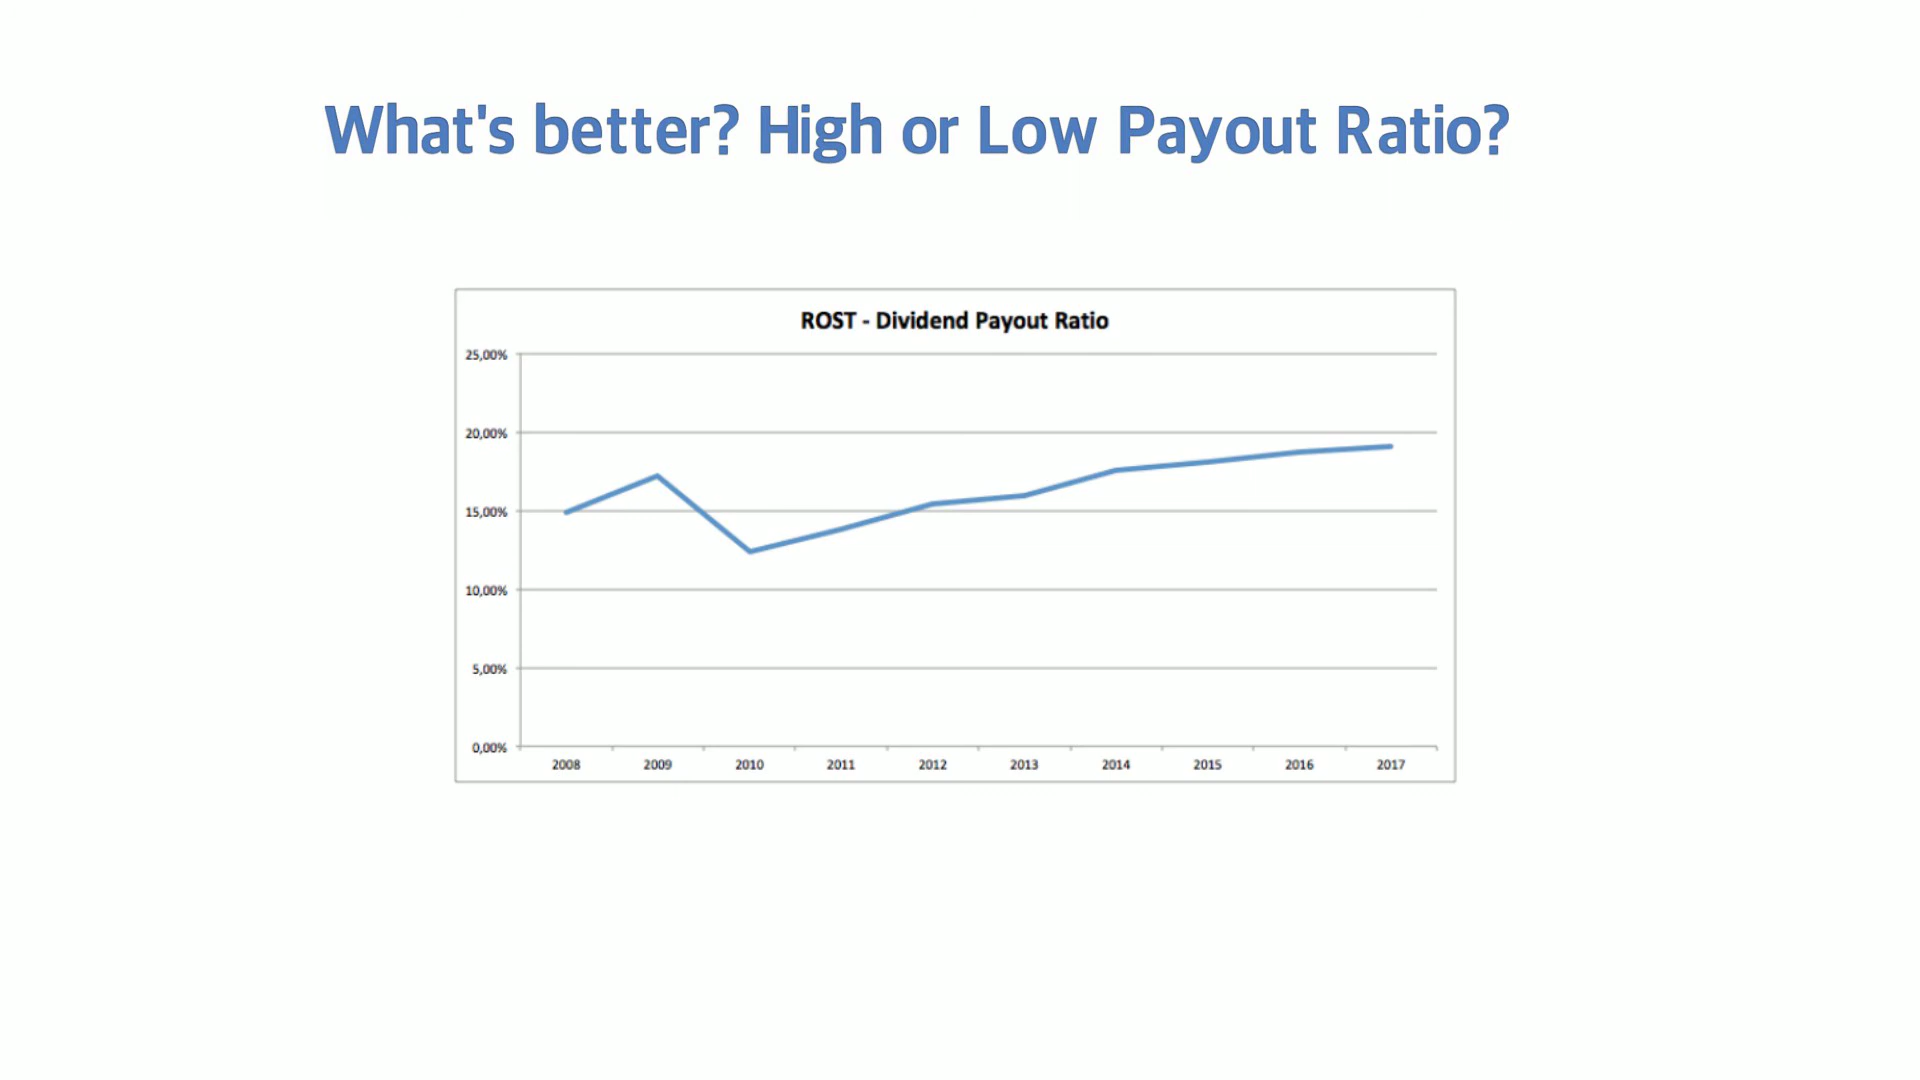 What's better? High or Low Payout Ratio?
ROST - Dividend Payout Ratio
25,00%
20,00%
15,00%
10,00%
5,00%
0,00%
2008 2009 2010 2011 2012 2013 2014 2015 2016 2017